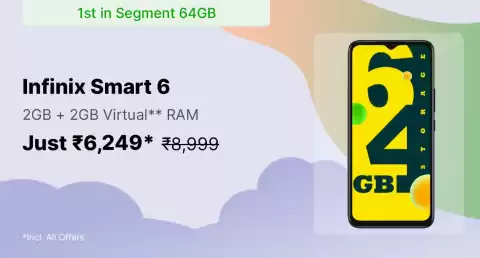 1st in Segment 64GB
Infinix Smart 6
2GB + 2GB Virtual** RAM
Just ₹6,249* ₹8,999
64
GB
STORAGE
*Incl. All Offers